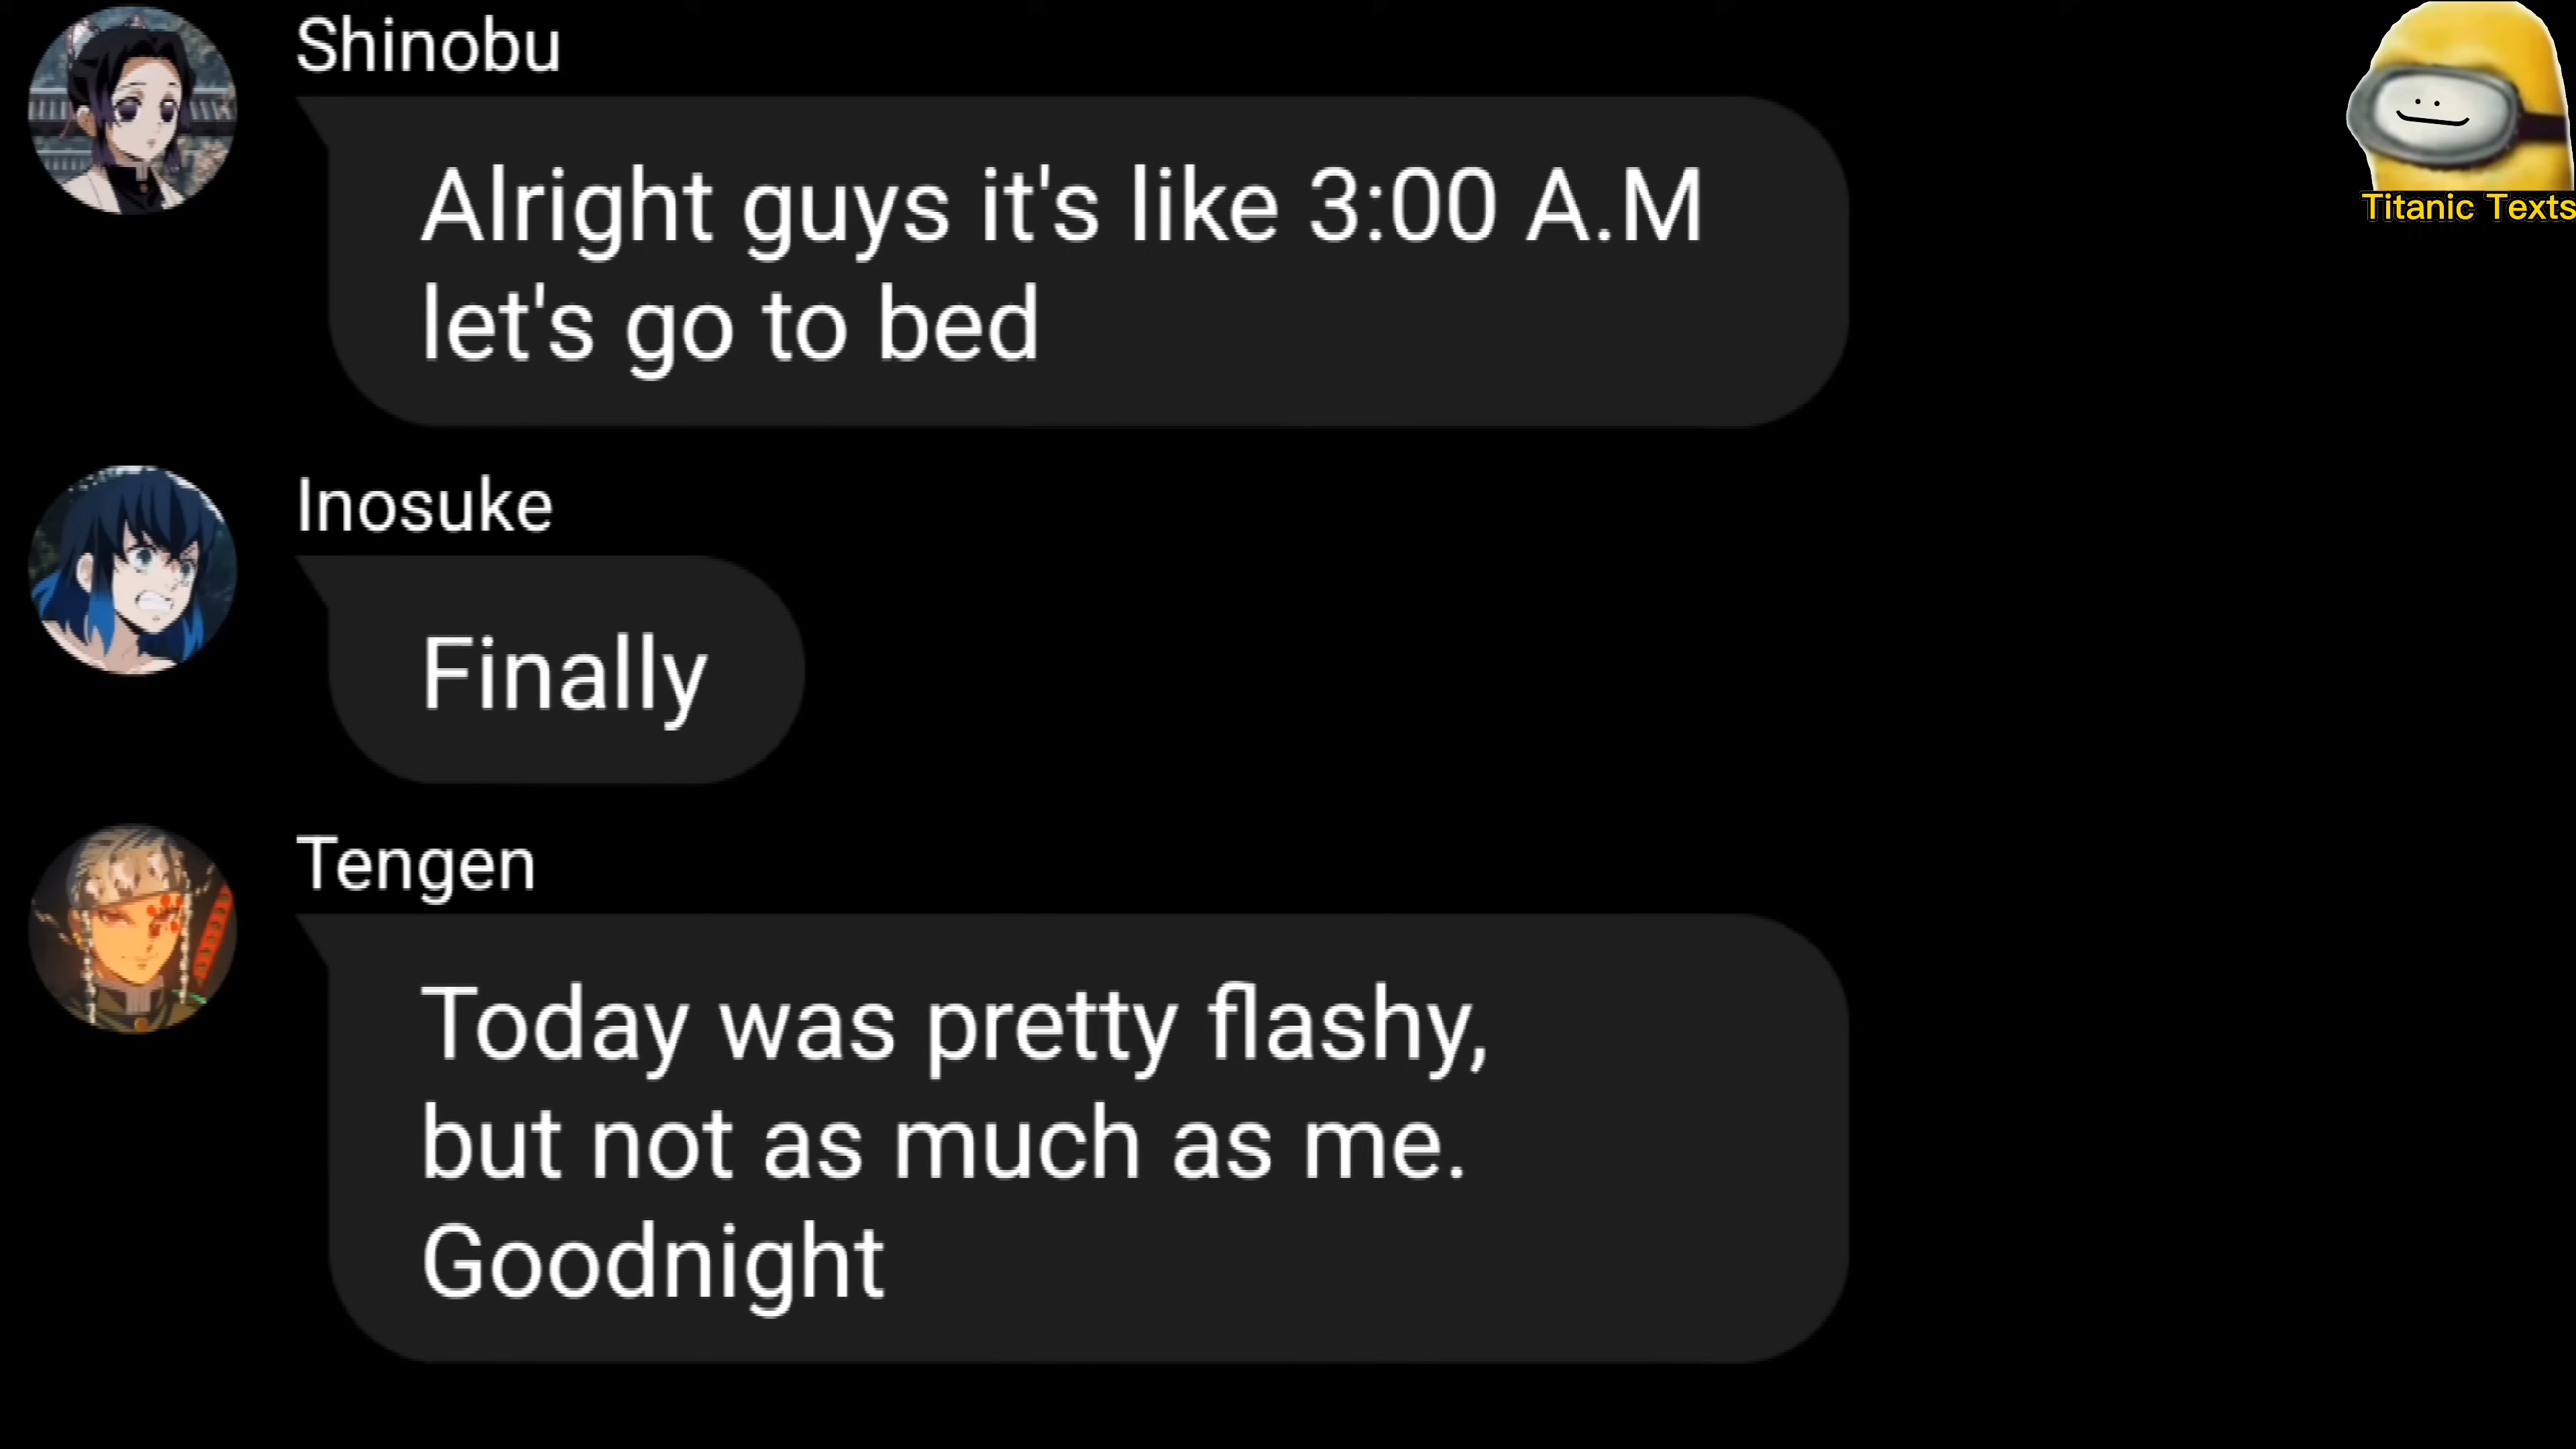 Shinobu
Alright guys it's like 3:00 A.M
let's go to bed
Titanic Texts
Inosuke
Finally
Tengen
Today was pretty flashy,
but not as much as me.
Goodnight